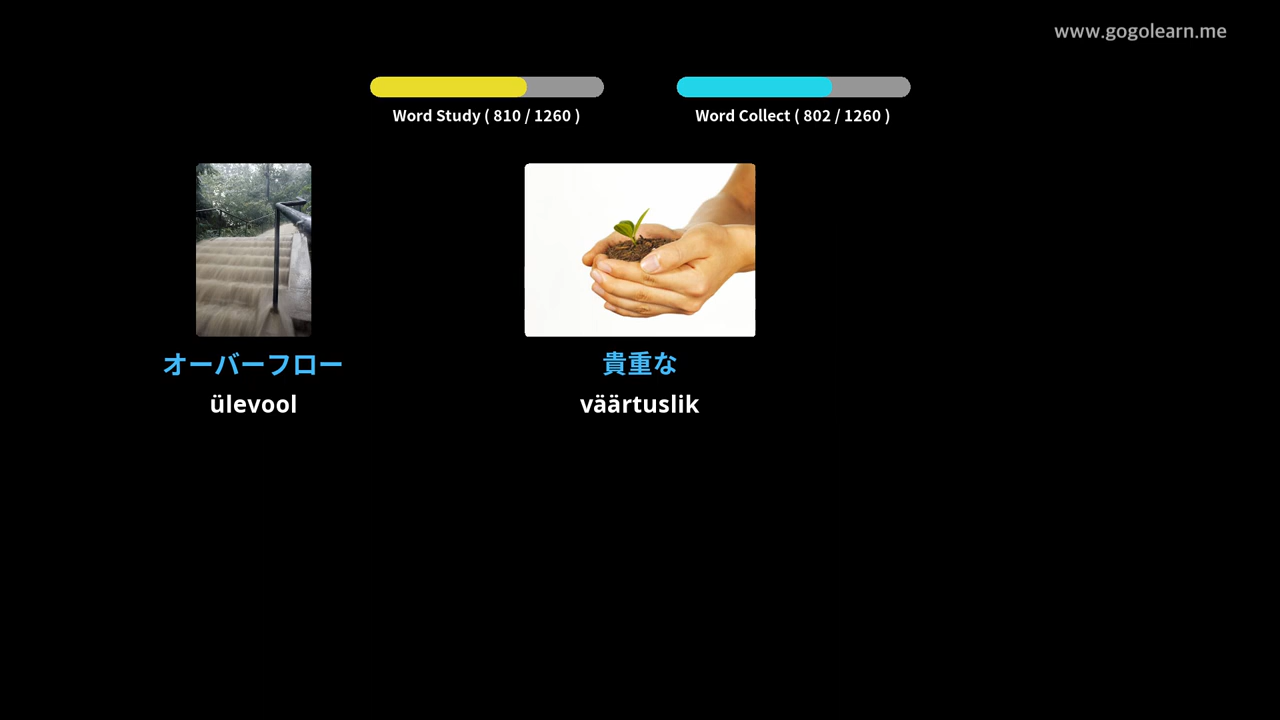 www.gogolearn.me
Word Study ( 810 / 1260 )
Word Collect ( 802 / 1260 )
オーバーフロー
ülevool
貴重な
väärtuslik